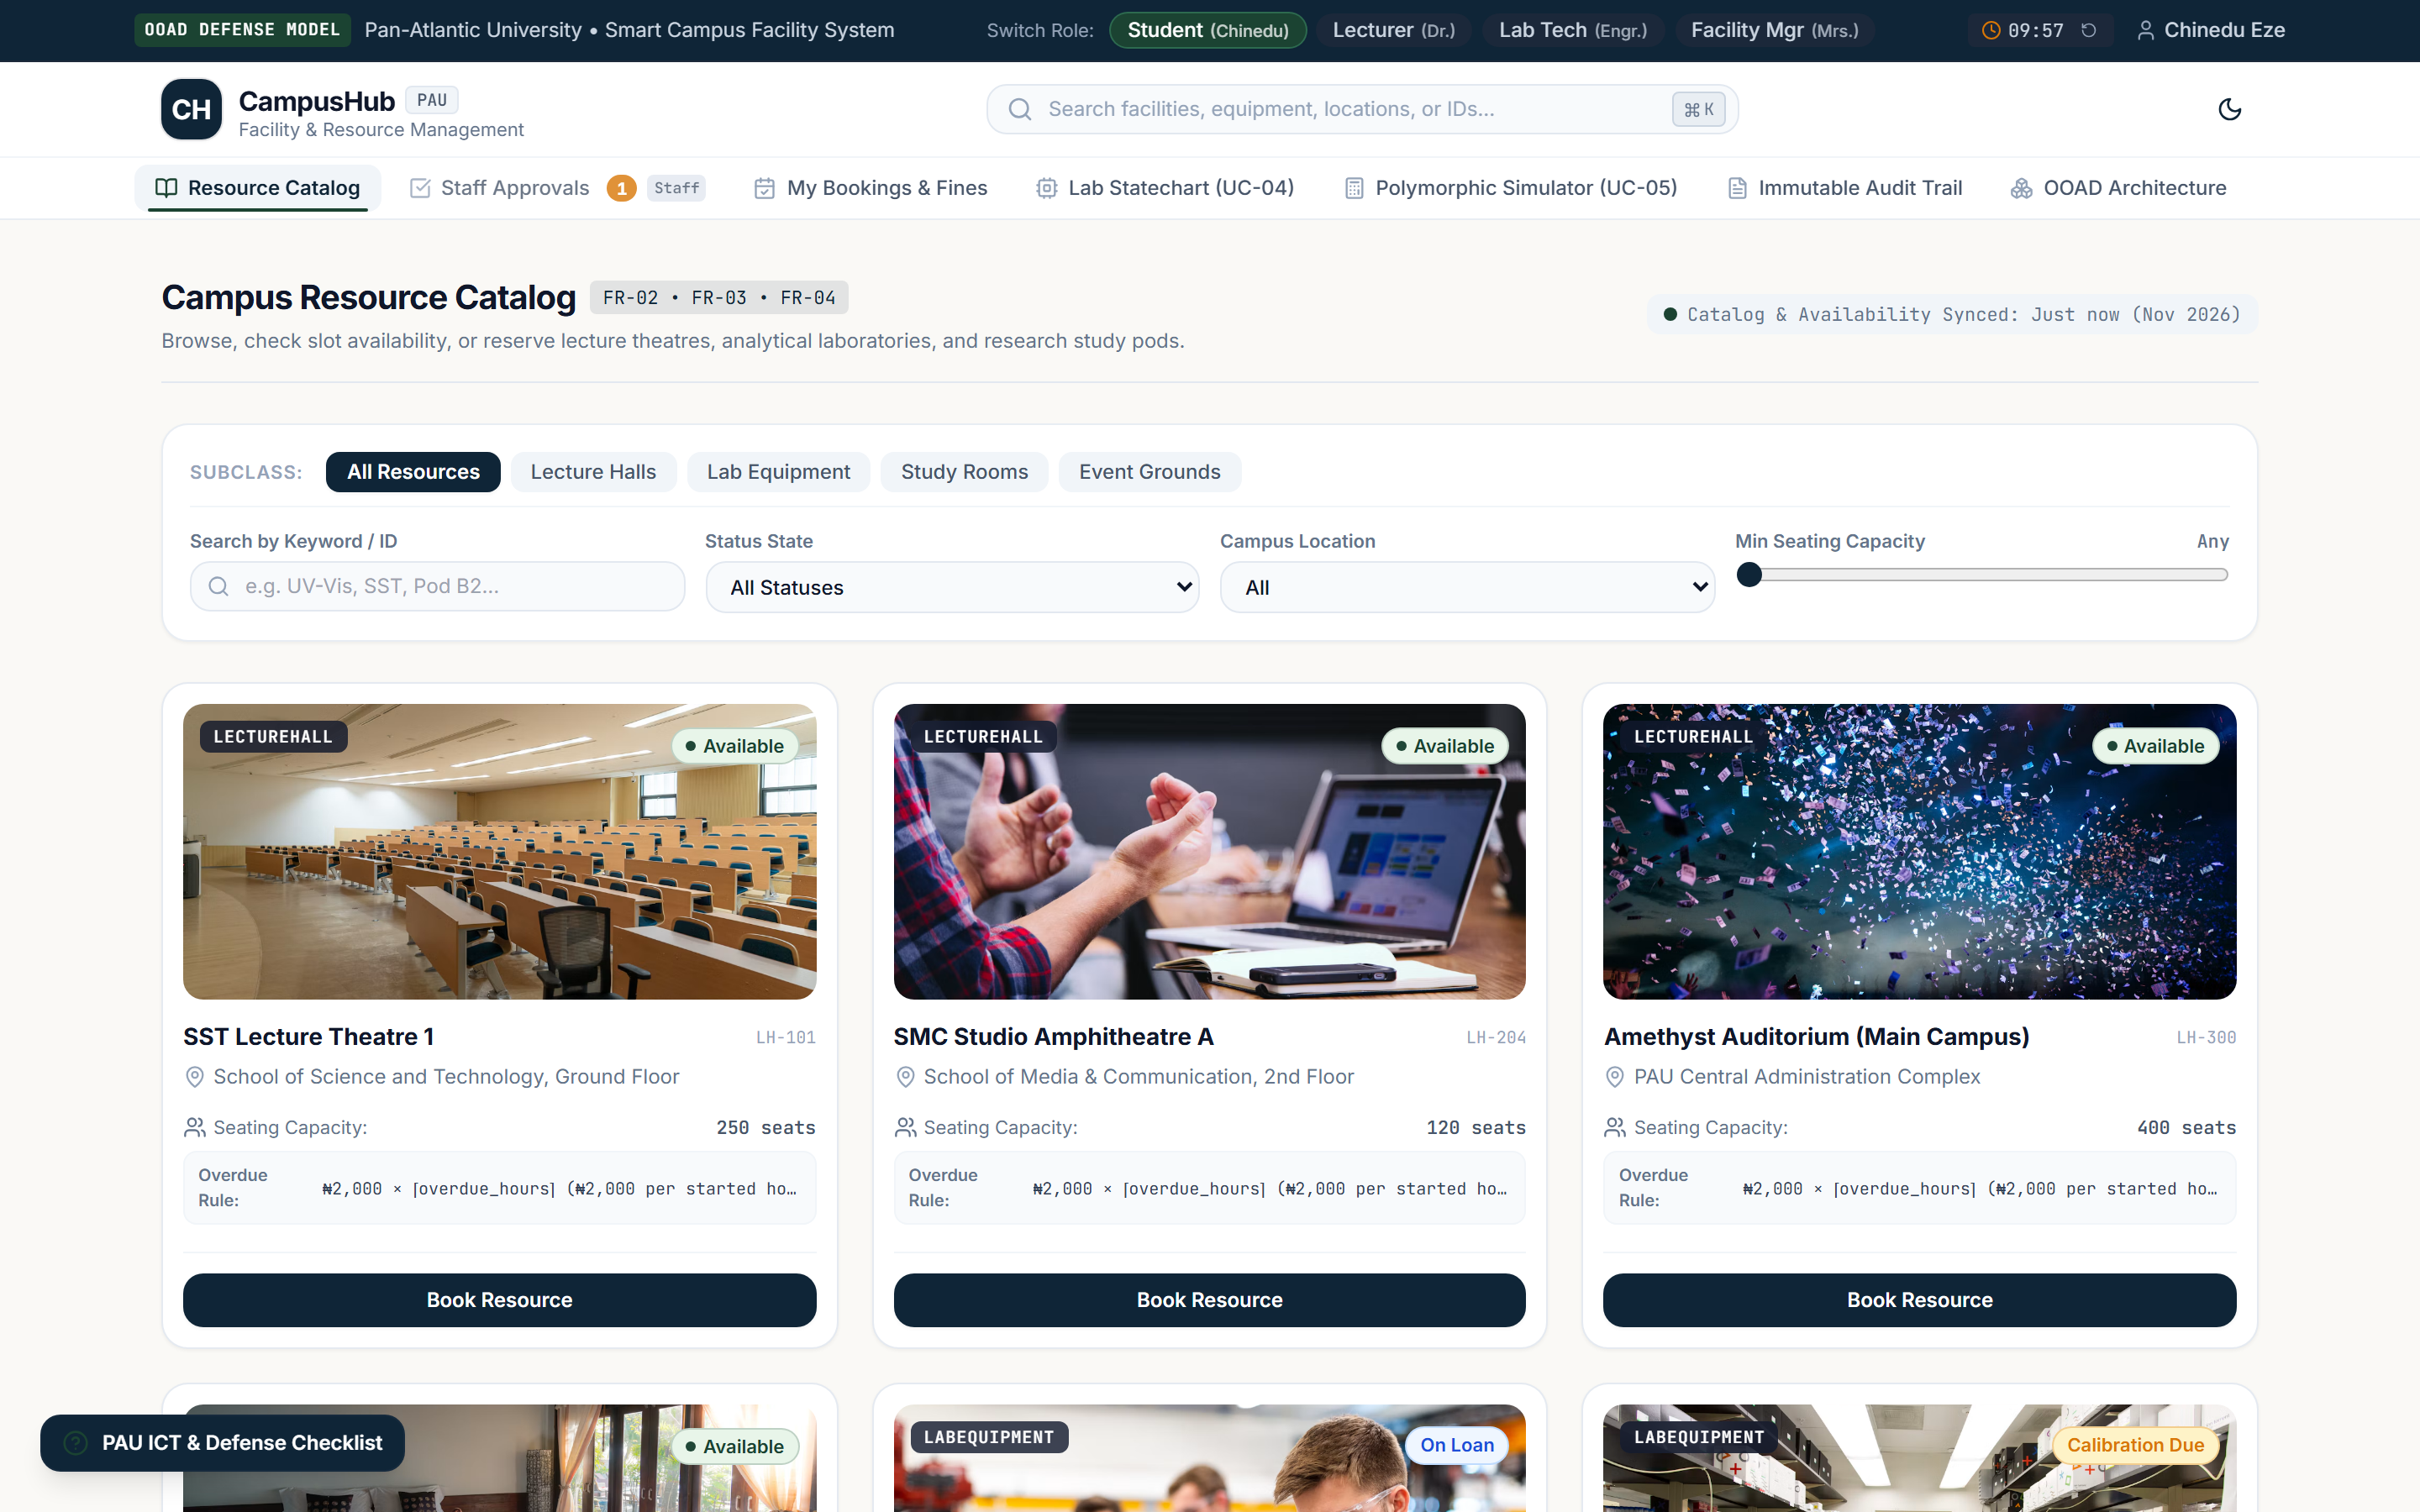 OOAD DEFENSE MODEL Pan-Atlantic University • Smart Campus Facility System Switch Role: Student (Chinedu) Lecturer (Dr.) Lab Tech (Engr.) Facility Mgr (Mrs.) 09:57 Chinedu Eze
CH CampusHub PAU
Facility & Resource Management
Search facilities, equipment, locations, or IDs... ⌘K
Resource Catalog Staff Approvals 1 Staff My Bookings & Fines Lab Statechart (UC-04) Polymorphic Simulator (UC-05) Immutable Audit Trail OOAD Architecture
Campus Resource Catalog FR-02 • FR-03 • FR-04
Browse, check slot availability, or reserve lecture theatres, analytical laboratories, and research study pods.
Catalog & Availability Synced: Just now (Nov 2026)
SUBCLASS: All Resources Lecture Halls Lab Equipment Study Rooms Event Grounds
Search by Keyword / ID Status State Campus Location Min Seating Capacity Any
e.g. UV-Vis, SST, Pod B2... All Statuses All
LECTUREHALL Available
SST Lecture Theatre 1 LH-101
School of Science and Technology, Ground Floor
Seating Capacity: 250 seats
Overdue Rule: ₦2,000 × ⌈overdue_hours⌉ (₦2,000 per started ho…
Book Resource
LECTUREHALL Available
SMC Studio Amphitheatre A LH-204
School of Media & Communication, 2nd Floor
Seating Capacity: 120 seats
Overdue Rule: ₦2,000 × ⌈overdue_hours⌉ (₦2,000 per started ho…
Book Resource
LECTUREHALL Available
Amethyst Auditorium (Main Campus) LH-300
PAU Central Administration Complex
Seating Capacity: 400 seats
Overdue Rule: ₦2,000 × ⌈overdue_hours⌉ (₦2,000 per started ho…
Book Resource
PAU ICT & Defense Checklist
Available
LABEQUIPMENT On Loan
LABEQUIPMENT Calibration Due